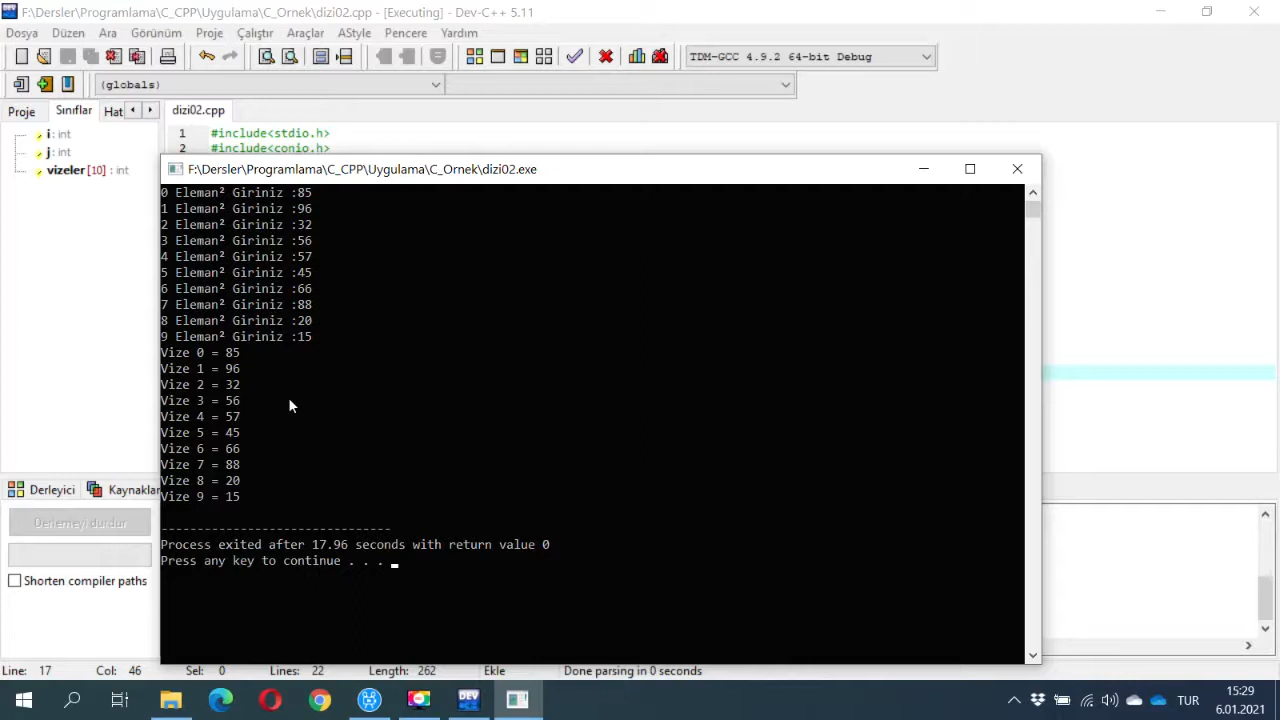 F:\Dersler\Programlama\C_CPP\Uygulama\C_Ornek\dizi02.cpp - [Executing] - Dev-C++ 5.11
Dosya Düzen Ara Görünüm Proje Çalıştır Araçlar AStyle Pencere Yardım
TDM-GCC 4.9.2 64-bit Debug
(globals)
Proje Sınıflar Hat dizi02.cpp
i : int
j : int
vizeler [10] : int
1 #include<stdio.h>
2 #include<conio.h>
F:\Dersler\Programlama\C_CPP\Uygulama\C_Ornek\dizi02.exe
0 Eleman² Giriniz :85
1 Eleman² Giriniz :96
2 Eleman² Giriniz :32
3 Eleman² Giriniz :56
4 Eleman² Giriniz :57
5 Eleman² Giriniz :45
6 Eleman² Giriniz :66
7 Eleman² Giriniz :88
8 Eleman² Giriniz :20
9 Eleman² Giriniz :15
Vize 0 = 85
Vize 1 = 96
Vize 2 = 32
Vize 3 = 56
Vize 4 = 57
Vize 5 = 45
Vize 6 = 66
Vize 7 = 88
Vize 8 = 20
Vize 9 = 15
--------------------------------
Process exited after 17.96 seconds with return value 0
Press any key to continue . . .
Derleyici Kaynaklar
Derlemeyi durdur
Shorten compiler paths
Line: 17 Col: 46 Sel: 0 Lines: 22 Length: 262 Ekle Done parsing in 0 seconds
DEV
TUR
15:29
6.01.2021